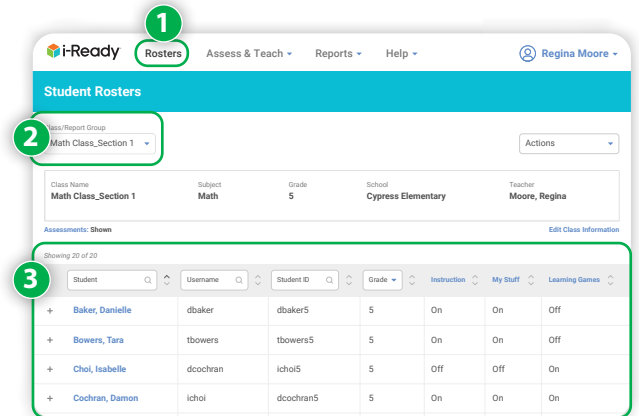 1
i-Ready Rosters Assess & Teach Reports Help Regina Moore
Student Rosters
2
Class/Report Group
Math Class_Section 1
Actions
Class Name Subject Grade School Teacher
Math Class_Section 1 Math 5 Cypress Elementary Moore, Regina
Assessments: Shown Edit Class Information
3
Showing 20 of 20
Student Username Student ID Grade Instruction My Stuff Learning Games
+ Baker, Danielle dbaker dbaker5 5 On On Off
+ Bowers, Tara tbowers tbowers5 5 On On Off
+ Choi, Isabelle dcochran ichoi5 5 Off Off On
+ Cochran, Damon ichoi dcochran5 5 On On On